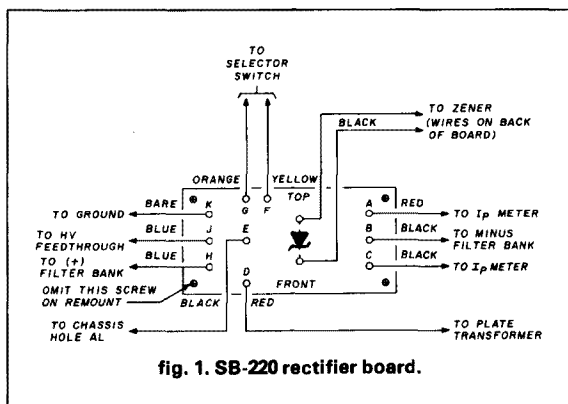 TO
SELECTOR
SWITCH
BLACK
TO ZENER
(WIRES ON BACK
OF BOARD)
ORANGE YELLOW
TOP
BARE K
G F
A RED
TO GROUND
TO Ip METER
BLUE J
E
B BLACK
TO HV
FEEDTHROUGH
TO MINUS
FILTER BANK
BLUE H
C BLACK
TO (+)
FILTER BANK
TO Ip METER
D
OMIT THIS SCREW
ON REMOUNT
FRONT
BLACK RED
TO CHASSIS
HOLE AL
TO PLATE
TRANSFORMER
fig. 1. SB-220 rectifier board.